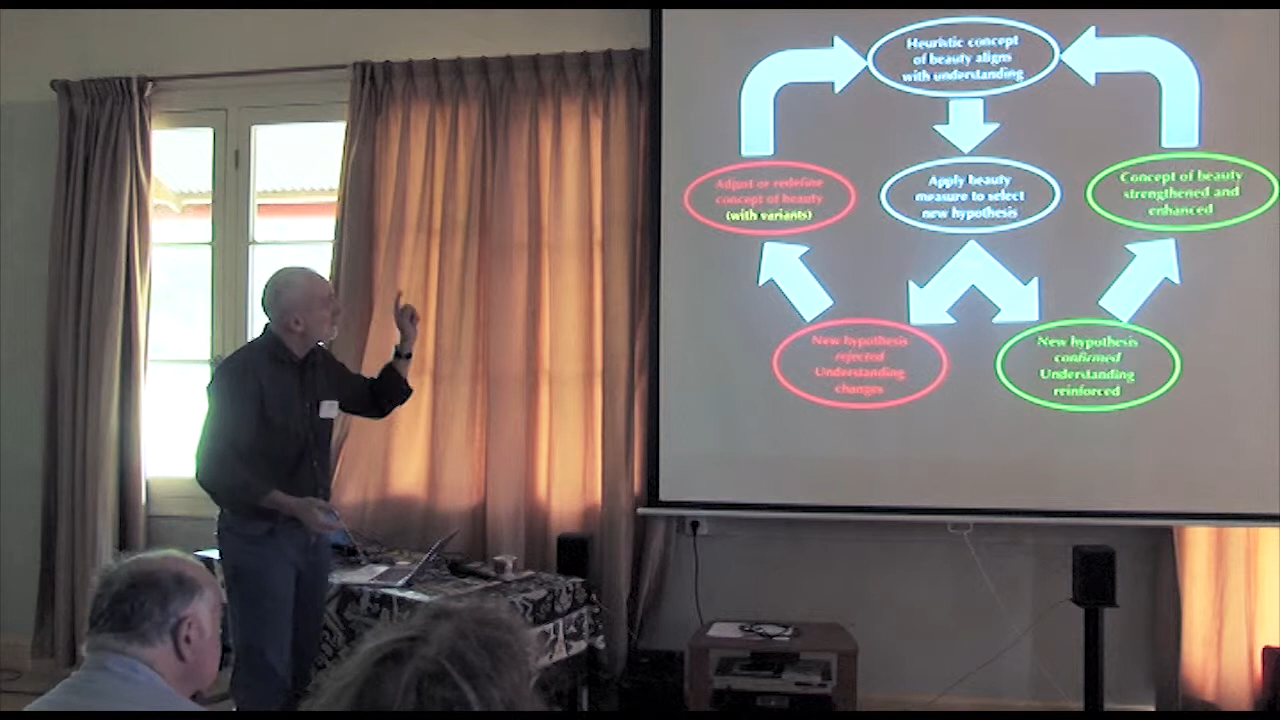 Heuristic concept
of beauty aligns
with understanding
Adjust or redefine
concept of beauty
(with variants)
Apply beauty
measure to select
new hypothesis
Concept of beauty
strengthened and
enhanced
New hypothesis
rejected
Understanding
changes
New hypothesis
confirmed
Understanding
reinforced